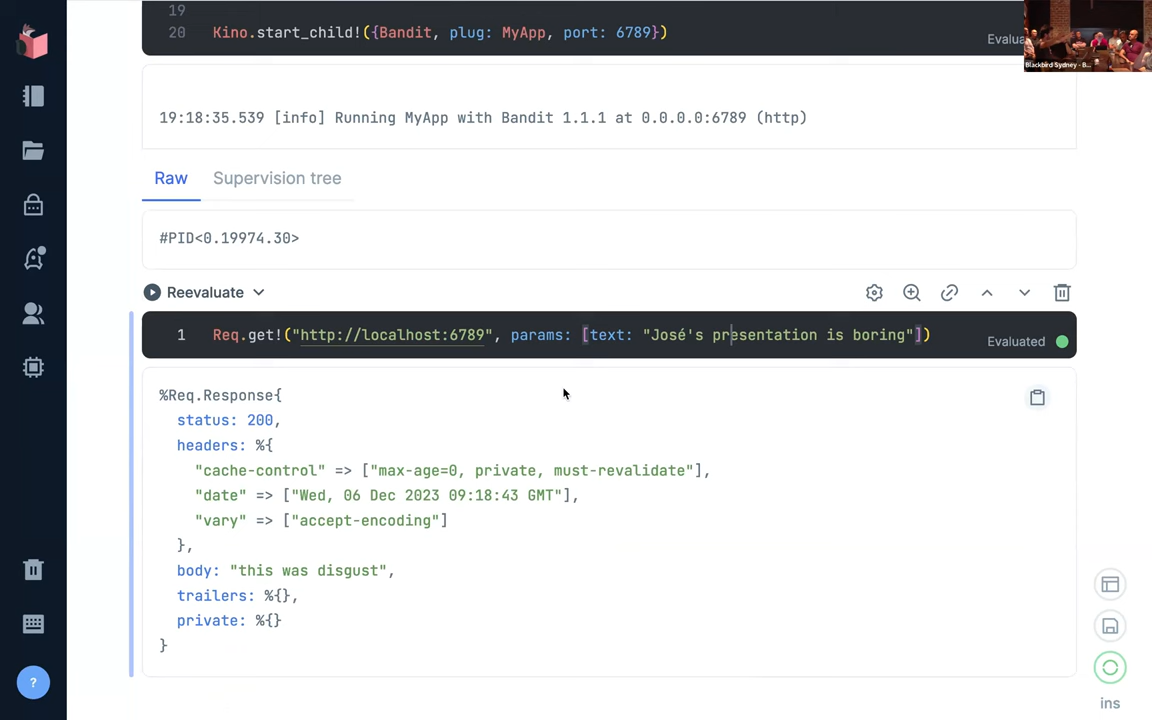 19
20 Kino.start_child!({Bandit, plug: MyApp, port: 6789})
Evalua
Blackbird Sydney - B...
19:18:35.539 [info] Running MyApp with Bandit 1.1.1 at 0.0.0.0:6789 (http)
Raw Supervision tree
#PID<0.19974.30>
Reevaluate
1 Req.get!("http://localhost:6789", params: [text: "José's presentation is boring"])
Evaluated
%Req.Response{
status: 200,
headers: %{
"cache-control" => ["max-age=0, private, must-revalidate"],
"date" => ["Wed, 06 Dec 2023 09:18:43 GMT"],
"vary" => ["accept-encoding"]
},
body: "this was disgust",
trailers: %{},
private: %{}
}
?
ins